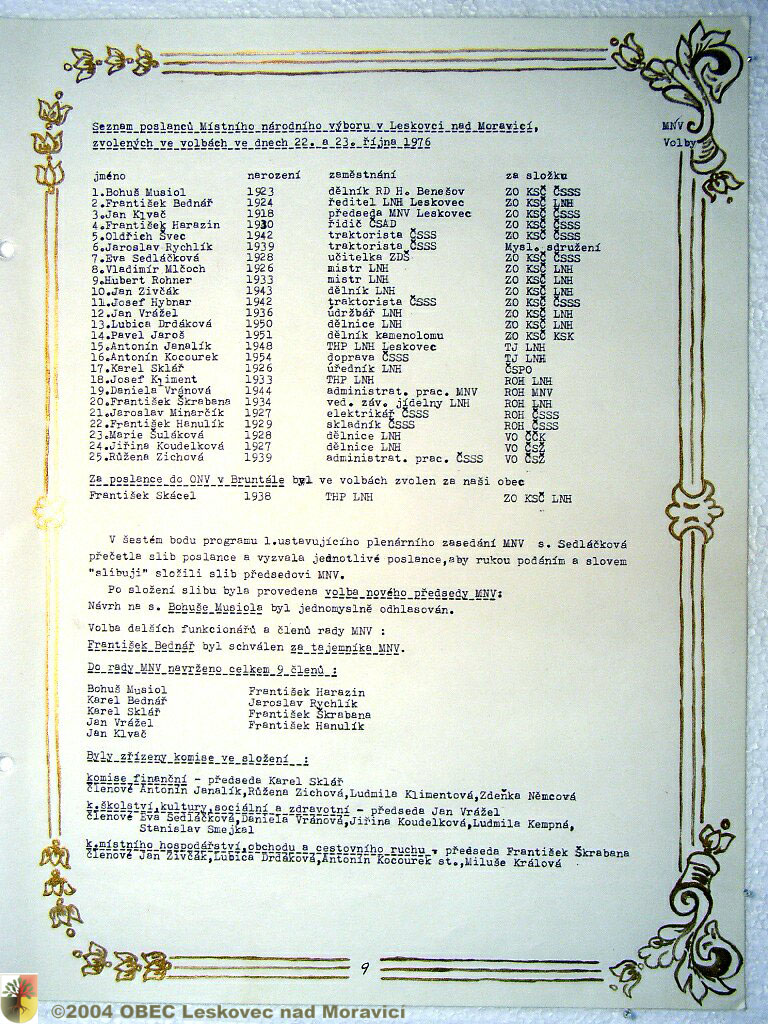 Seznam poslanců Místního národního výboru v Leskovci nad Moravicí,
zvolených ve volbách ve dnech 22. a 23. října 1976
MNV
Volby
jméno narození zaměstnání za složku
1.Bohuš Musiol 1923 dělník RD H. Benešov ZO KSČ ČSSS
2.František Bednář 1924 ředitel LNH Leskovec ZO KSČ LNH
3.Jan Klvač 1918 předseda MNV Leskovec ZO KSČ ČSSS
4.František Harazin 1930 řidič ČSAD ZO KSČ ČSSS
5.Oldřich Švec 1942 traktorista ČSSS ZO KSČ ČSSS
6.Jaroslav Rychlík 1939 traktorista ČSSS Mysl. sdružení
7.Eva Sedláčková 1928 učitelka ZDŠ ZO KSČ ČSSS
8.Vladimír Mlčoch 1926 mistr LNH ZO KSČ LNH
9.Hubert Rohner 1933 mistr LNH ZO KSČ LNH
10.Jan Zivčák 1943 dělník LNH ZO KSČ LNH
11.Josef Hybnar 1942 traktorista ČSSS ZO KSČ ČSSS
12.Jan Vrážel 1936 údržbář LNH ZO KSČ LNH
13.Lubica Drdáková 1950 dělnice LNH ZO KSČ LNH
14.Pavel Jaroš 1951 dělník kamenolomu ZO KSČ KSK
15.Antonín Janalík 1948 THP LNH Leskovec TJ LNH
16.Antonín Kocourek 1954 doprava ČSSS TJ LNH
17.Karel Sklář 1926 úředník LNH ČSPO
18.Josef Kliment 1933 THP LNH ROH LNH
19.Daniela Vránová 1944 administrat. prac. MNV ROH MNV
20.František Škrabana 1934 ved. záv. jídelny LNH ROH LNH
21.Jaroslav Minarčík 1927 elektrikář ČSSS ROH ČSSS
22.František Hanulík 1929 skladník ČSSS ROH ČSSS
23.Marie Šuláková 1928 dělnice LNH VO ČČK
24.Jiřina Koudelková 1927 dělnice LNH VO ČSŽ
25.Růžena Zichová 1939 administrat. prac. ČSSS VO ČSŽ
Za poslance do ONV v Bruntále byl ve volbách zvolen za naši obec
František Skácel 1938 THP LNH ZO KSČ LNH
V šestém bodu programu 1.ustavujícího plenárního zasedání MNV s. Sedláčková
přečetla slib poslance a vyzvala jednotlivé poslance,aby rukou podáním a slovem
"slibuji" složili slib předsedovi MNV.
Po složení slibu byla provedena volba nového předsedy MNV:
Návrh na s. Bohuše Musiola byl jednomyslně odhlasován.
Volba dalších funkcionářů a členů rady MNV :
František Bednář byl schválen za tajemníka MNV.
Do rady MNV navrženo celkem 9 členů :
Bohuš Musiol František Harazin
Karel Bednář Jaroslav Rychlík
Karel Sklář František Škrabana
Jan Vrážel František Hanulík
Jan Klvač
Byly zřízeny komise ve složení :
komise finanční - předseda Karel Sklář
členové Antonín Janalík,Růžena Zichová,Ludmila Klimentová,Zdeňka Němcová
k.školství,kultury,sociální a zdravotní - předseda Jan Vrážel
členové Eva Sedláčková,Daniela Vránová,Jiřina Koudelková,Ludmila Kempná,
Stanislav Smejkal
k.místního hospodářství,obchodu a cestovního ruchu - předseda František Škrabana
členové Jan Zivčák,Lubica Drdáková,Antonín Kocourek st.,Miluše Králová
9
©2004 OBEC Leskovec nad Moravicí